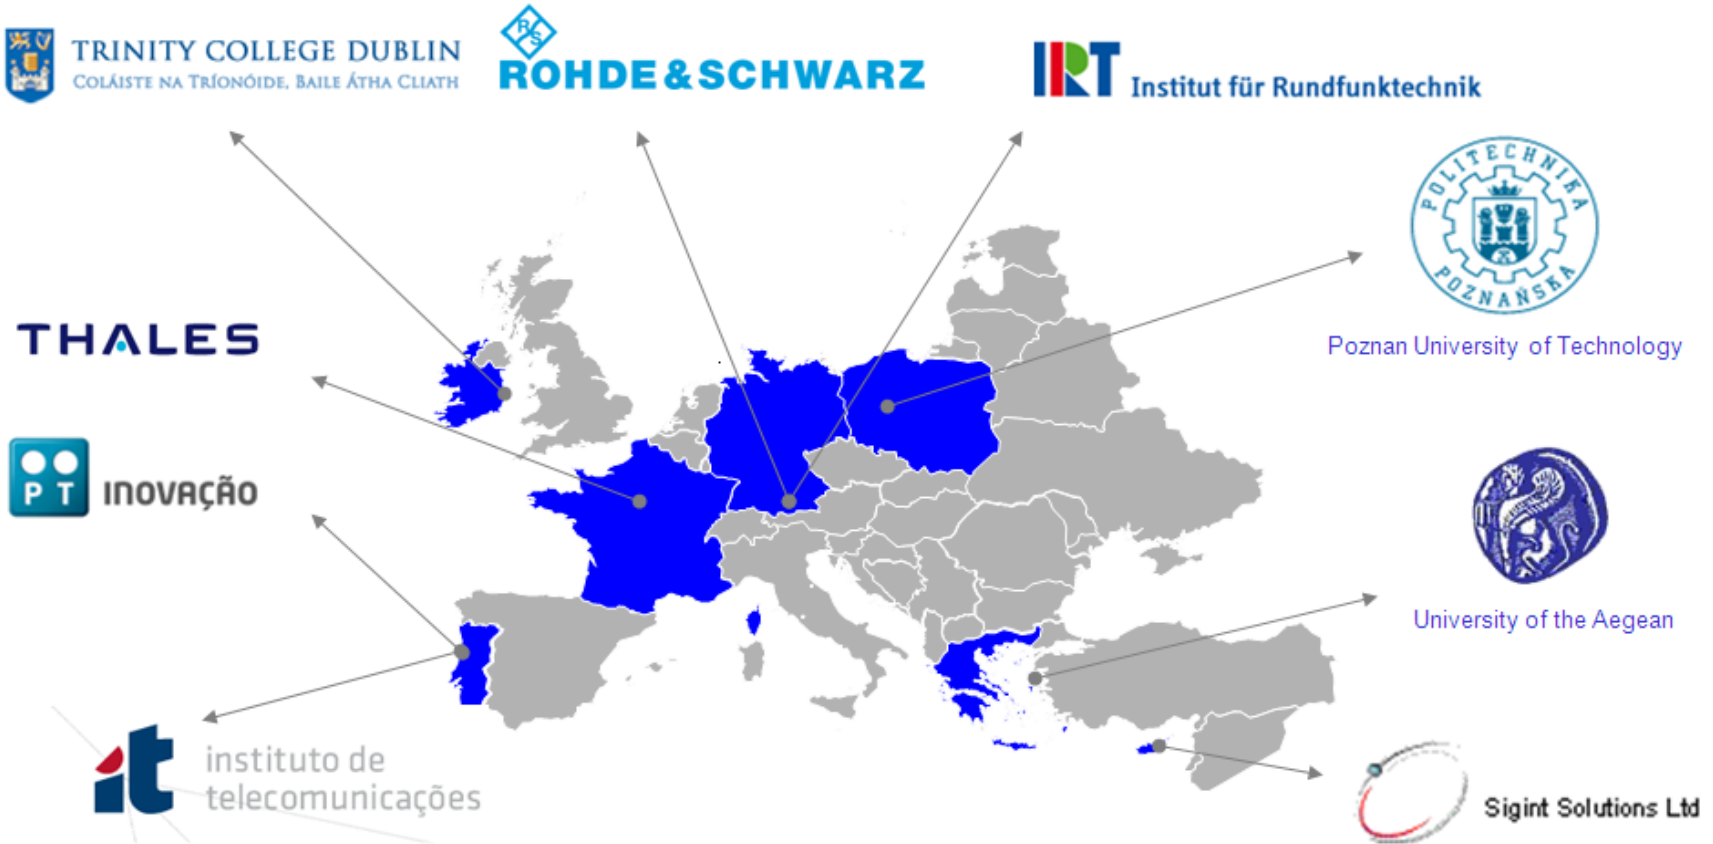 TRINITY COLLEGE DUBLIN
COLÁISTE NA TRÍONÓIDE, BAILE ÁTHA CLIATH
R
S
ROHDE&SCHWARZ
IRT Institut für Rundfunktechnik
POLITECHNIKA
POZNAŃSKA
Poznan University of Technology
THALES
PT INOVAÇÃO
University of the Aegean
it instituto de
telecomunicações
Sigint Solutions Ltd